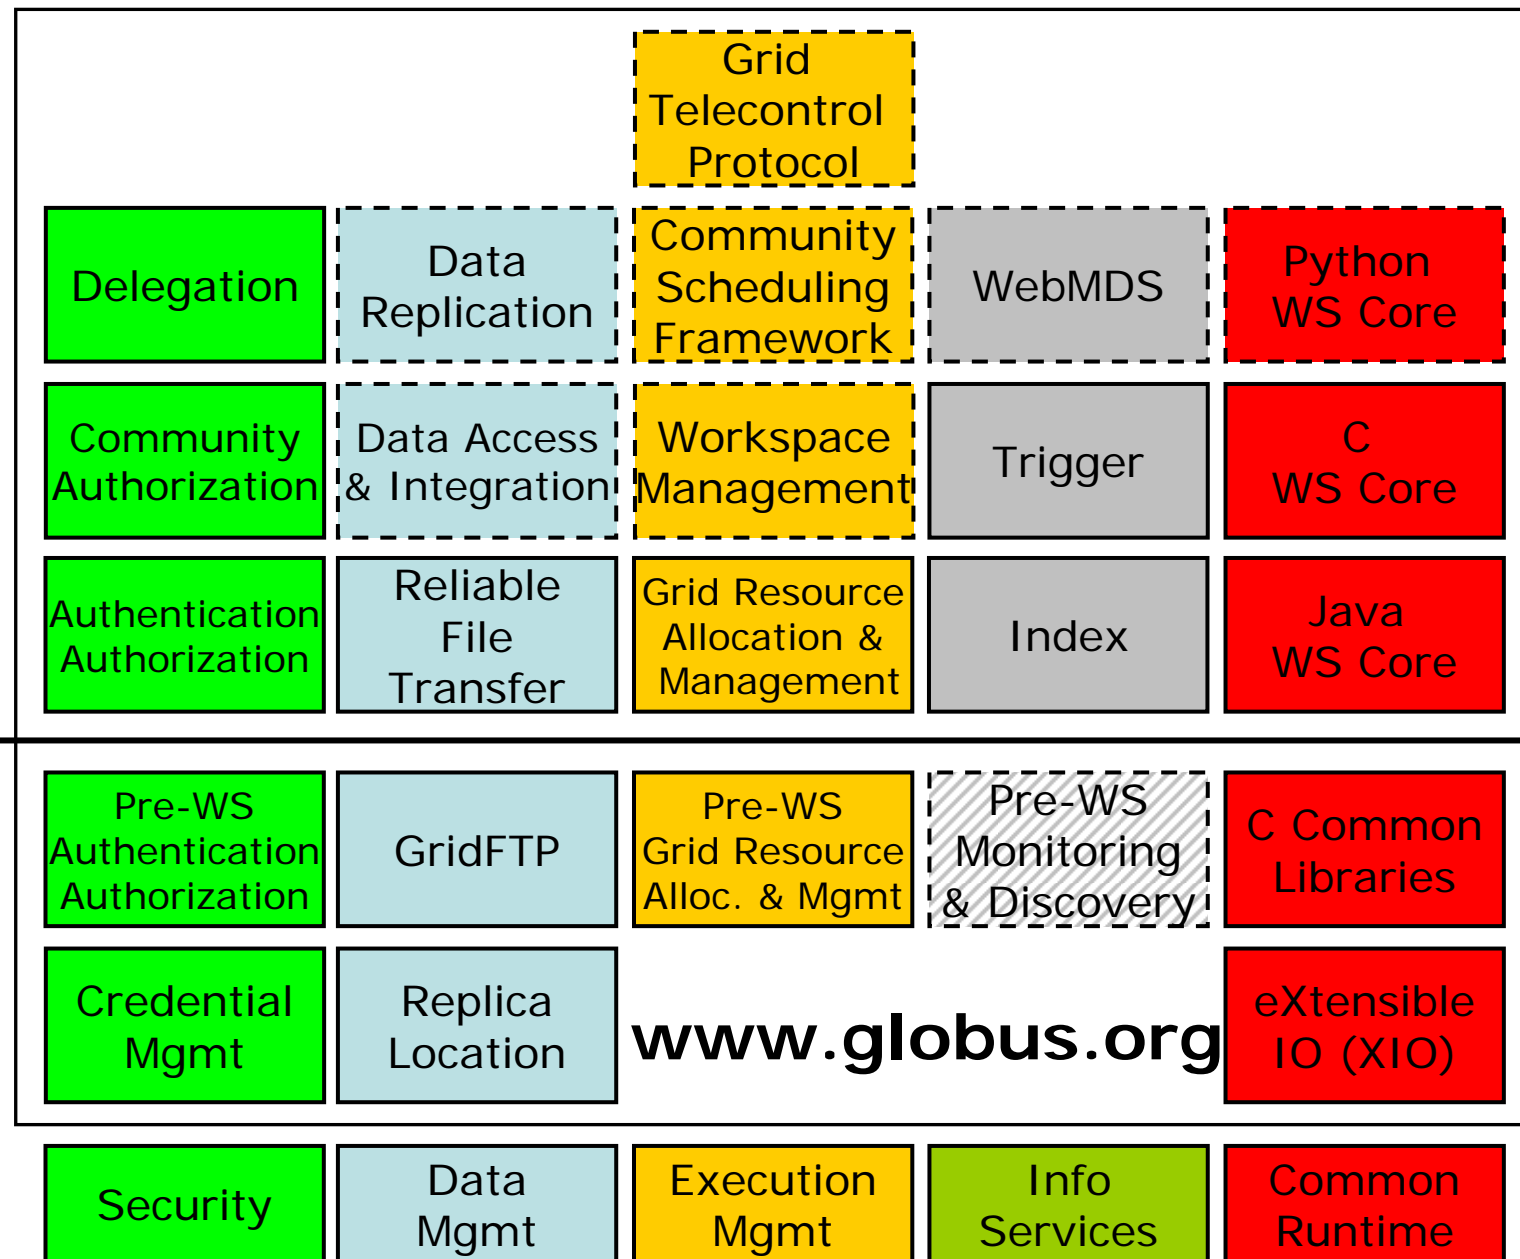 Grid
Telecontrol
Protocol
Delegation
Data
Replication
Community
Scheduling
Framework
WebMDS
Python
WS Core
Community
Authorization
Data Access
& Integration
Workspace
Management
Trigger
C
WS Core
Authentication
Authorization
Reliable
File
Transfer
Grid Resource
Allocation &
Management
Index
Java
WS Core
Pre-WS
Authentication
Authorization
GridFTP
Pre-WS
Grid Resource
Alloc. & Mgmt
Pre-WS
Monitoring
& Discovery
C Common
Libraries
Credential
Mgmt
Replica
Location
www.globus.org
eXtensible
IO (XIO)
Security
Data
Mgmt
Execution
Mgmt
Info
Services
Common
Runtime